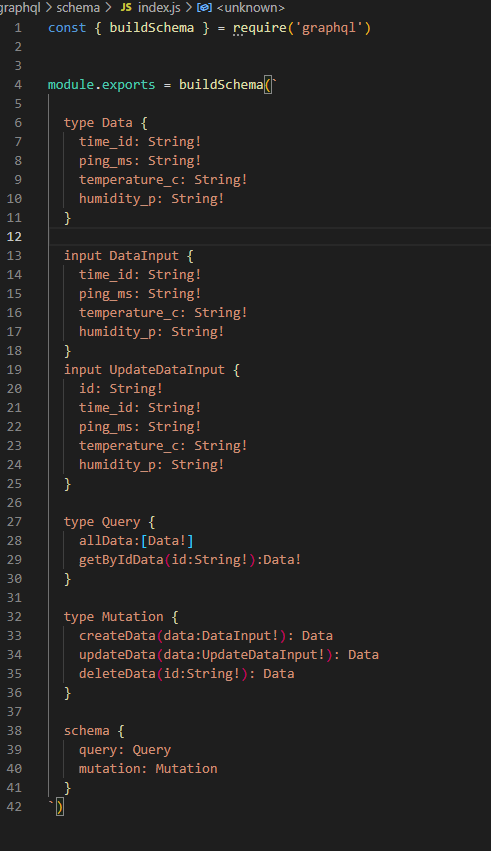 graphql > schema > JS index.js > <unknown>
1 const { buildSchema } = require('graphql')
2
3
4 module.exports = buildSchema(`
5
6   type Data {
7     time_id: String!
8     ping_ms: String!
9     temperature_c: String!
10     humidity_p: String!
11   }
12
13   input DataInput {
14     time_id: String!
15     ping_ms: String!
16     temperature_c: String!
17     humidity_p: String!
18   }
19   input UpdateDataInput {
20     id: String!
21     time_id: String!
22     ping_ms: String!
23     temperature_c: String!
24     humidity_p: String!
25   }
26
27   type Query {
28     allData:[Data!]
29     getByIdData(id:String!):Data!
30   }
31
32   type Mutation {
33     createData(data:DataInput!): Data
34     updateData(data:UpdateDataInput!): Data
35     deleteData(id:String!): Data
36   }
37
38   schema {
39     query: Query
40     mutation: Mutation
41   }
42 `)